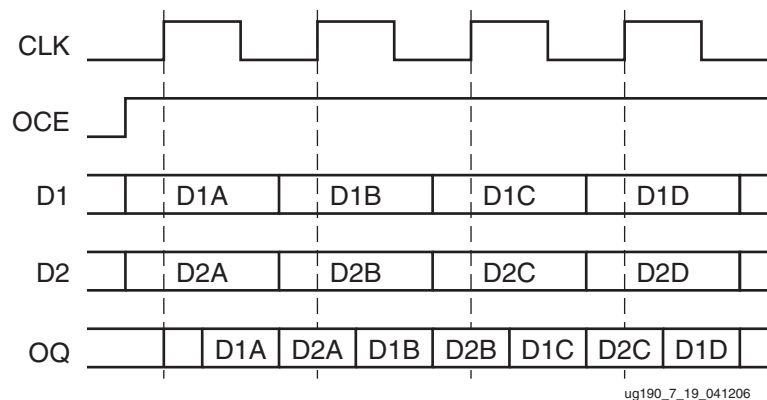 CLK
OCE
D1 D1A D1B D1C D1D
D2 D2A D2B D2C D2D
OQ D1A D2A D1B D2B D1C D2C D1D
ug190_7_19_041206